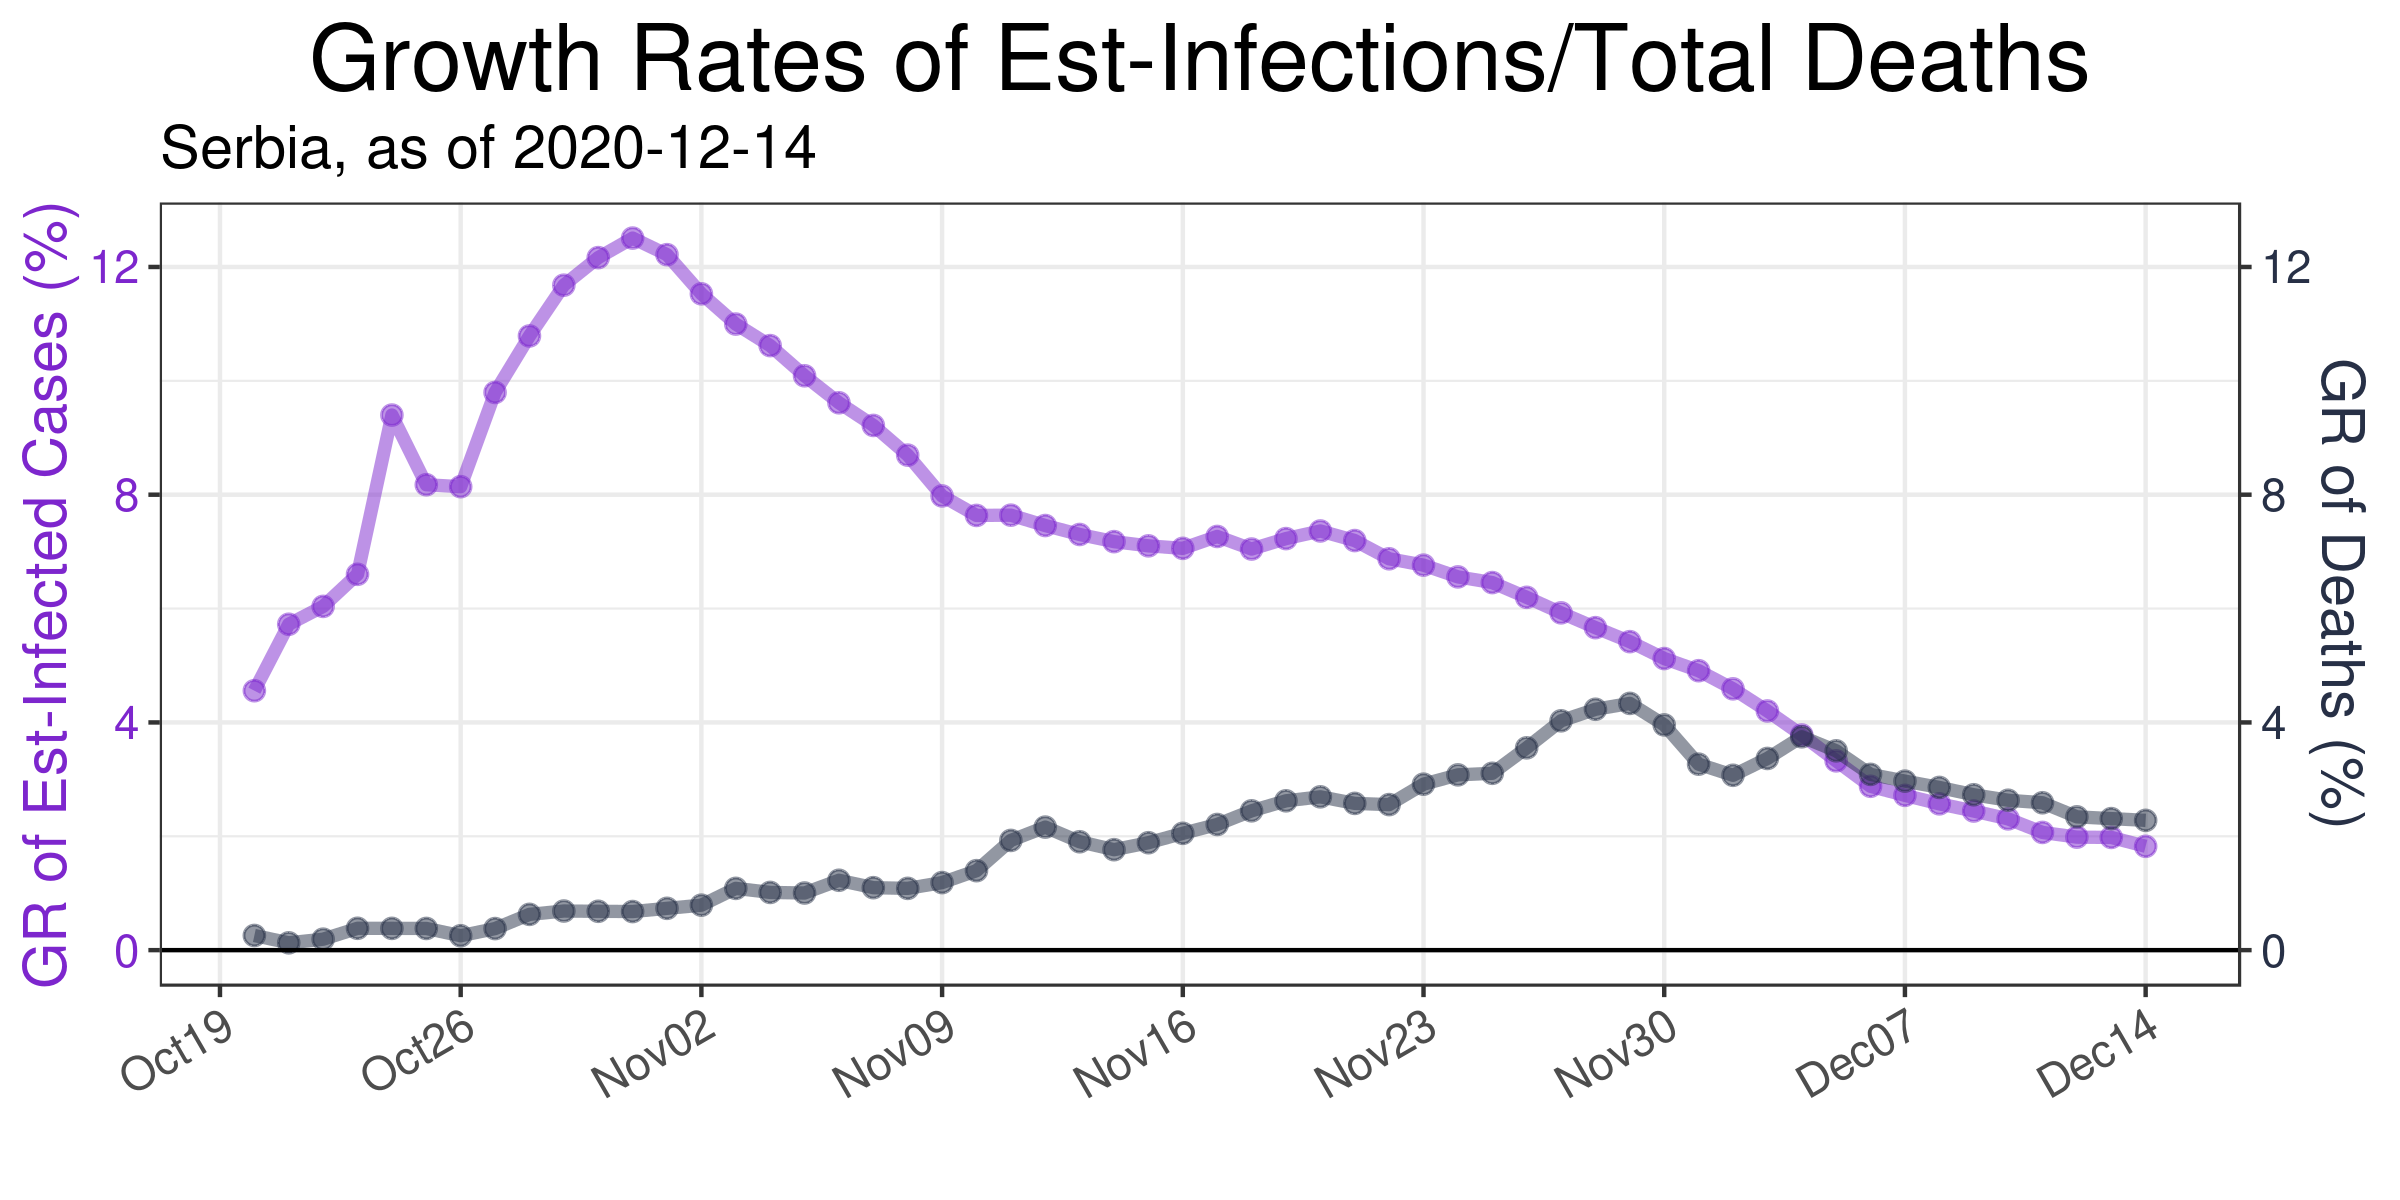 Growth Rates of Est-Infections/Total Deaths
Serbia, as of 2020-12-14
GR of Est-Infected Cases (%)
12
8
4
0
12
8
4
0
GR of Deaths (%)
Oct19
Oct26
Nov02
Nov09
Nov16
Nov23
Nov30
Dec07
Dec14